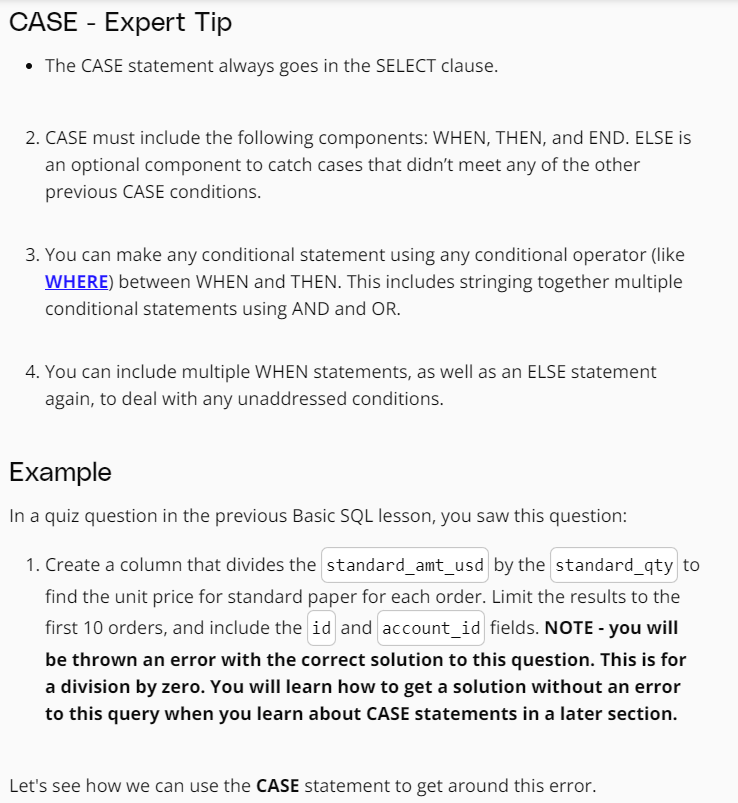 CASE - Expert Tip
• The CASE statement always goes in the SELECT clause.
2. CASE must include the following components: WHEN, THEN, and END. ELSE is
an optional component to catch cases that didn’t meet any of the other
previous CASE conditions.
3. You can make any conditional statement using any conditional operator (like
WHERE) between WHEN and THEN. This includes stringing together multiple
conditional statements using AND and OR.
4. You can include multiple WHEN statements, as well as an ELSE statement
again, to deal with any unaddressed conditions.
Example
In a quiz question in the previous Basic SQL lesson, you saw this question:
1. Create a column that divides the standard_amt_usd by the standard_qty to
find the unit price for standard paper for each order. Limit the results to the
first 10 orders, and include the id and account_id fields. NOTE - you will
be thrown an error with the correct solution to this question. This is for
a division by zero. You will learn how to get a solution without an error
to this query when you learn about CASE statements in a later section.
Let's see how we can use the CASE statement to get around this error.